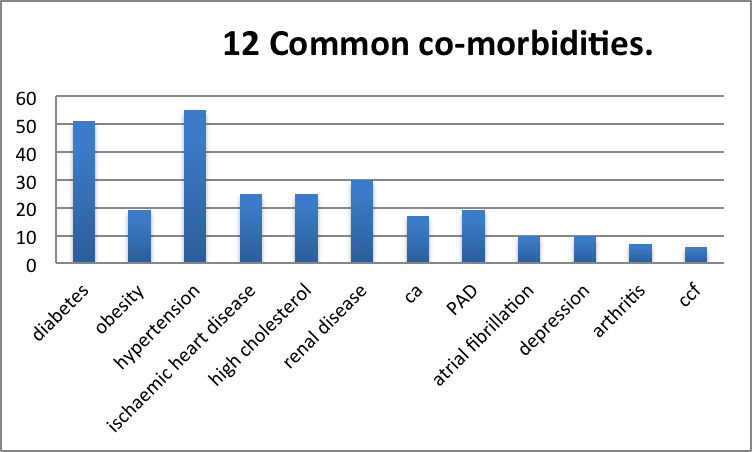 12 Common co-morbidities.
60
50
40
30
20
10
0
diabetes
obesity
hypertension
ischaemic heart disease
high cholesterol
renal disease
ca
PAD
atrial fibrillation
depression
arthritis
ccf